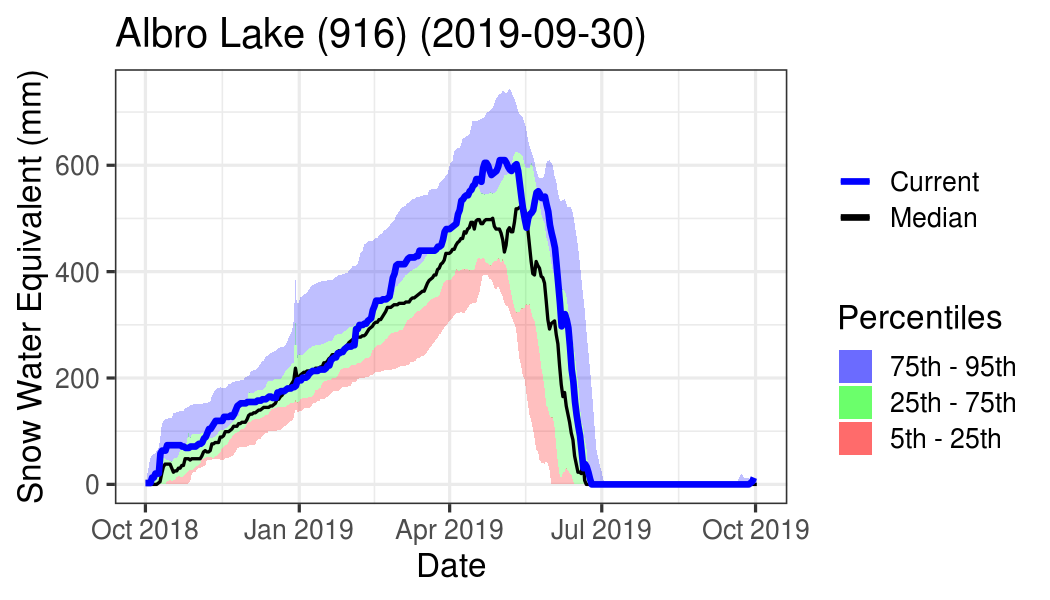 Albro Lake (916) (2019-09-30)
Snow Water Equivalent (mm)
600
400
200
0
Oct 2018
Jan 2019
Apr 2019
Jul 2019
Oct 2019
Date
Current
Median
Percentiles
75th - 95th
25th - 75th
5th - 25th